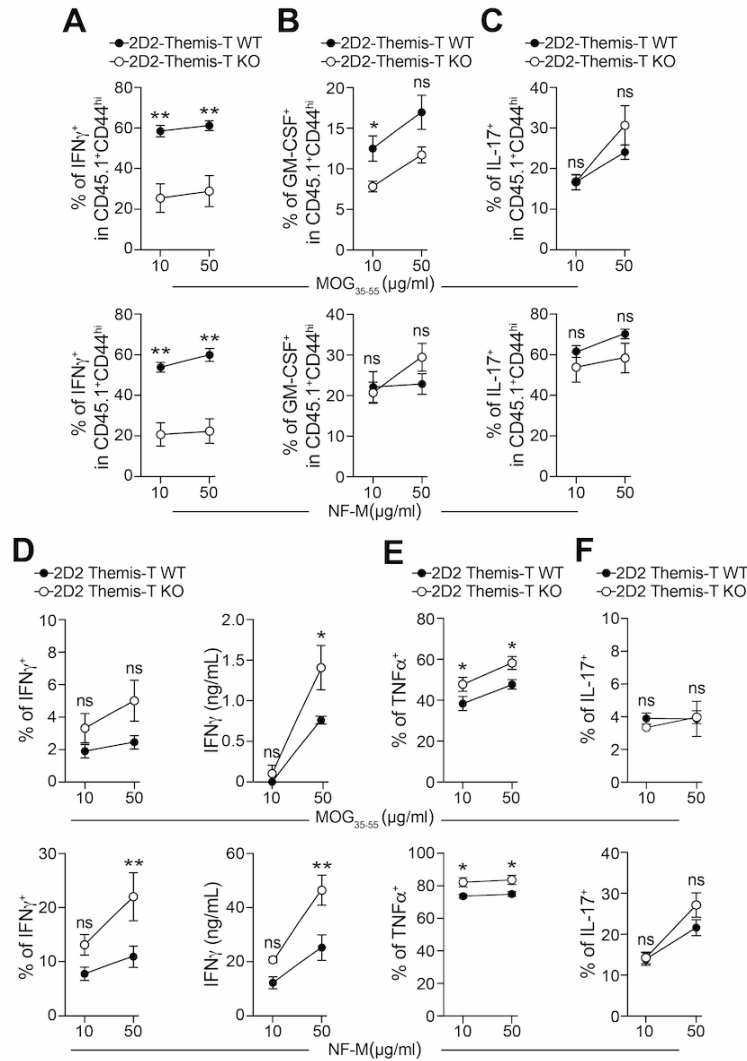 A
2D2-Themis-T WT
2D2-Themis-T KO
% of IFNγ⁺
in CD45.1⁺CD44ʰⁱ
80
60
40
20
0
** **
10 50
B
2D2-Themis-T WT
2D2-Themis-T KO
% of GM-CSF⁺
in CD45.1⁺CD44ʰⁱ
20
15
10
5
0
* ns
10 50
C
2D2-Themis-T WT
2D2-Themis-T KO
% of IL-17⁺
in CD45.1⁺CD44ʰⁱ
40
30
20
10
0
ns ns
10 50
MOG₃₅₋₅₅ (µg/ml)
% of IFNγ⁺
in CD45.1⁺CD44ʰⁱ
80
60
40
20
0
** **
10 50
% of GM-CSF⁺
in CD45.1⁺CD44ʰⁱ
40
30
20
10
0
ns ns
10 50
% of IL-17⁺
in CD45.1⁺CD44ʰⁱ
80
60
40
20
0
ns ns
10 50
NF-M(µg/ml)
D
2D2 Themis-T WT
2D2 Themis-T KO
% of IFNγ⁺
10
8
6
4
2
0
ns ns
10 50
IFNγ (ng/mL)
2.0
1.5
1.0
0.5
0.0
ns *
10 50
E
2D2 Themis-T WT
2D2 Themis-T KO
% of TNFα⁺
80
60
40
20
0
* *
10 50
F
2D2 Themis-T WT
2D2 Themis-T KO
% of IL-17⁺
10
8
6
4
2
0
ns ns
10 50
MOG₃₅₋₅₅ (µg/ml)
% of IFNγ⁺
30
20
10
0
ns **
10 50
IFNγ (ng/mL)
60
40
20
0
ns **
10 50
% of TNFα⁺
100
80
60
40
20
0
* *
10 50
% of IL-17⁺
40
30
20
10
0
ns ns
10 50
NF-M(µg/ml)